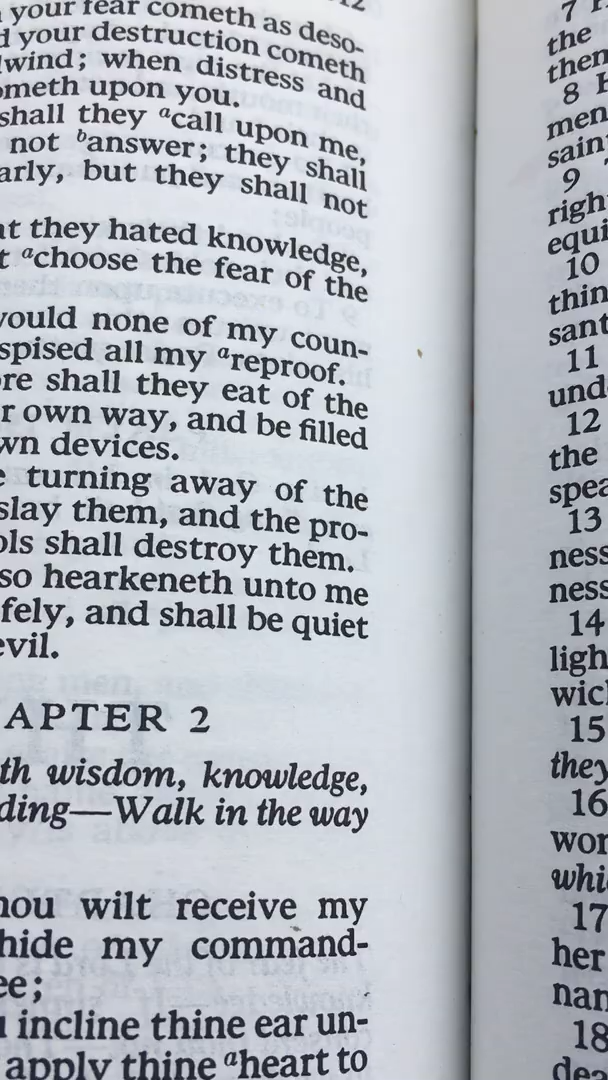 your fear cometh as deso-
your destruction cometh
wind; when distress and
ometh upon you.
shall they ᵃcall upon me,
not ᵇanswer; they shall
arly, but they shall not
at they hated knowledge,
t ᵃchoose the fear of the
ould none of my coun-
spised all my ᵃreproof.
re shall they eat of the
r own way, and be filled
wn devices.
turning away of the
slay them, and the pro-
ols shall destroy them.
so hearkeneth unto me
fely, and shall be quiet
evil.
APTER 2
th wisdom, knowledge,
ding—Walk in the way
hou wilt receive my
hide my command-
ee;
incline thine ear un-
apply thine ᵃheart to
7
the
then
8
men
sain
9
righ
equi
10
thin
sant
11
und
12
the
spea
13
ness
ness
14
ligh
wic
15
they
16
wor
whi
17
her
nan
18
dea